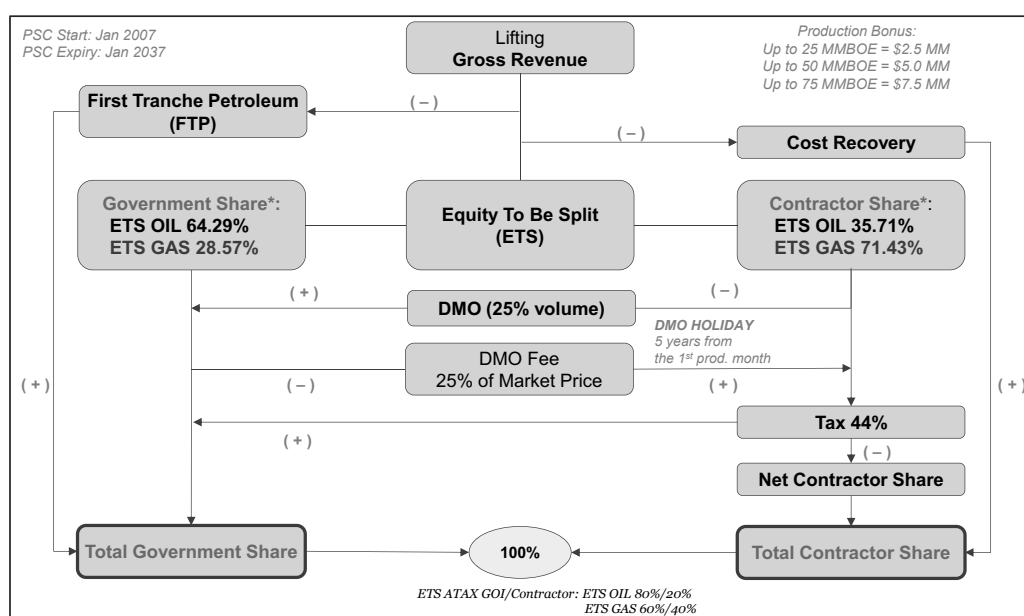 PSC Start: Jan 2007
PSC Expiry: Jan 2037
Lifting
Gross Revenue
Production Bonus:
Up to 25 MMBOE = $2.5 MM
Up to 50 MMBOE = $5.0 MM
Up to 75 MMBOE = $7.5 MM
First Tranche Petroleum
(FTP)
( – )
( – )
Cost Recovery
Government Share*:
ETS OIL 64.29%
ETS GAS 28.57%
Equity To Be Split
(ETS)
Contractor Share*:
ETS OIL 35.71%
ETS GAS 71.43%
( + )
DMO (25% volume)
( – )
DMO HOLIDAY
5 years from
the 1st prod. month
DMO Fee
25% of Market Price
( + )
( – )
( + )
( + )
Tax 44%
( + )
( – )
Net Contractor Share
Total Government Share
100%
Total Contractor Share
ETS ATAX GOI/Contractor: ETS OIL 80%/20%
ETS GAS 60%/40%